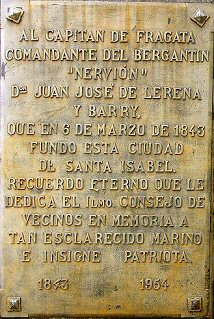 AL CAPITAN DE FRAGATA
COMANDANTE DEL BERGANTIN
"NERVIÓN"
Dn JUAN JOSE DE LERENA
Y BARRY,
QUE EN 6 DE MARZO DE 1843
FUNDO ESTA CIUDAD
DE SANTA ISABEL.
RECUERDO ETERNO QUE LE
DEDICA EL ILMO. CONSEJO DE
VECINOS EN MEMORIA A
TAN ESCLARECIDO MARINO
E INSIGNE PATRIOTA.
1843 1954